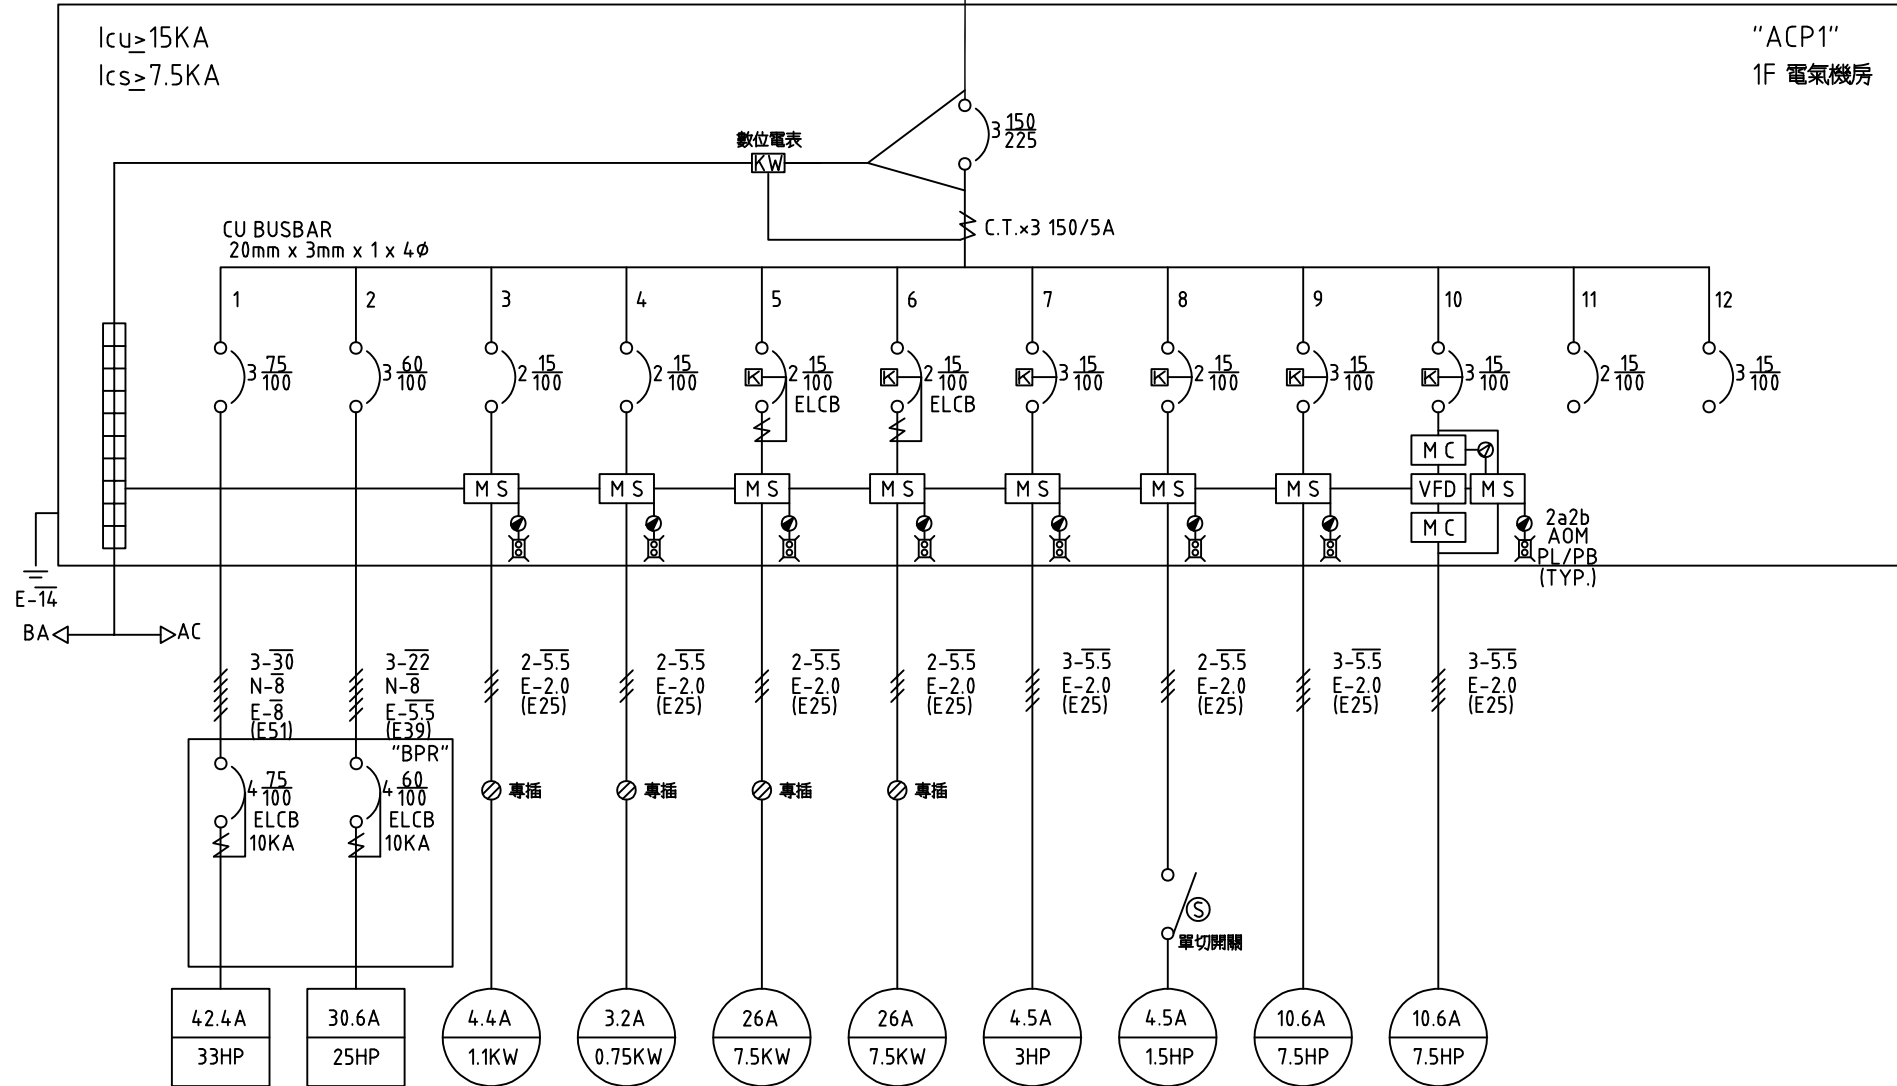 Icu≥15KA
Ics≥7.5KA
"ACP1"
1F 電氣機房
3 150/225
數位電表
KW
C.T.×3 150/5A
CU BUSBAR
20mm x 3mm x 1 x 4ø
1
2
3
4
5
6
7
8
9
10
11
12
3 75/100
3 60/100
2 15/100
2 15/100
K 2 15/100
ELCB
K 2 15/100
ELCB
K 3 15/100
K 2 15/100
K 3 15/100
K 3 15/100
2 15/100
3 15/100
MC
MS
MS
MS
MS
MS
MS
MS
VFD
MS
MC
2a2b
AOM
PL/PB
(TYP.)
E-14
BA
AC
3-30
N-8
E-8
(E51)
3-22
N-8
E-5.5
(E39)
2-5.5
E-2.0
(E25)
2-5.5
E-2.0
(E25)
2-5.5
E-2.0
(E25)
2-5.5
E-2.0
(E25)
3-5.5
E-2.0
(E25)
2-5.5
E-2.0
(E25)
3-5.5
E-2.0
(E25)
3-5.5
E-2.0
(E25)
"BPR"
4 75/100
ELCB
10KA
4 60/100
ELCB
10KA
專插
專插
專插
專插
S
單切開關
42.4A
33HP
30.6A
25HP
4.4A
1.1KW
3.2A
0.75KW
26A
7.5KW
26A
7.5KW
4.5A
3HP
4.5A
1.5HP
10.6A
7.5HP
10.6A
7.5HP